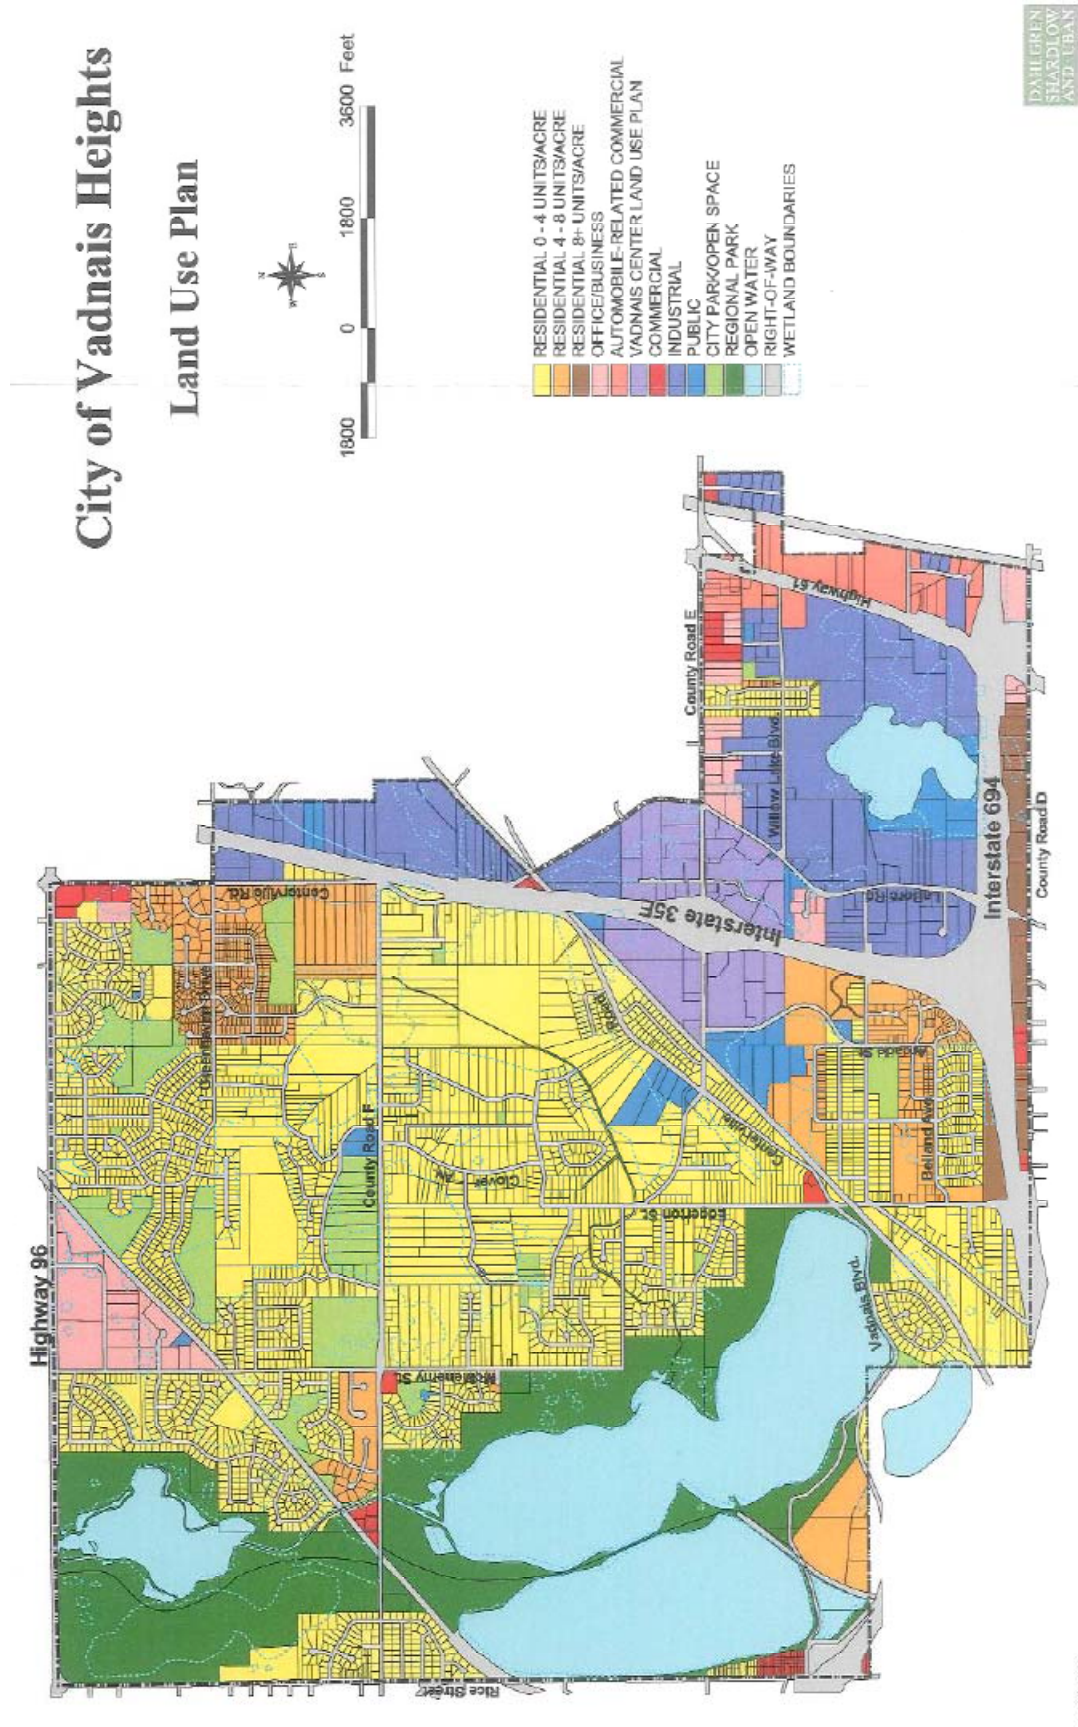 City of Vadnais Heights
Land Use Plan
N
W
E
S
1800
0
1800
3600 Feet
RESIDENTIAL 0 - 4 UNITS/ACRE
RESIDENTIAL 4 - 8 UNITS/ACRE
RESIDENTIAL 8+ UNITS/ACRE
OFFICE/BUSINESS
AUTOMOBILE-RELATED COMMERCIAL
VADNAIS CENTER LAND USE PLAN
COMMERCIAL
INDUSTRIAL
PUBLIC
CITY PARK/OPEN SPACE
REGIONAL PARK
OPEN WATER
RIGHT-OF-WAY
WETLAND BOUNDARIES
DAHLGREN
SHARDLOW
AND UBAN
Highway 96
Centerville Rd.
Greenhaven Drive
County Road F
Clover
McMenemy St.
Edgerton St.
Centerville
Road
Interstate 35E
County Road E
Highway 61
Willow Lake Blvd.
LaBore Rd.
Interstate 694
County Road D
Arcade St.
Belland Ave.
Vadnais Blvd.
Rice Street